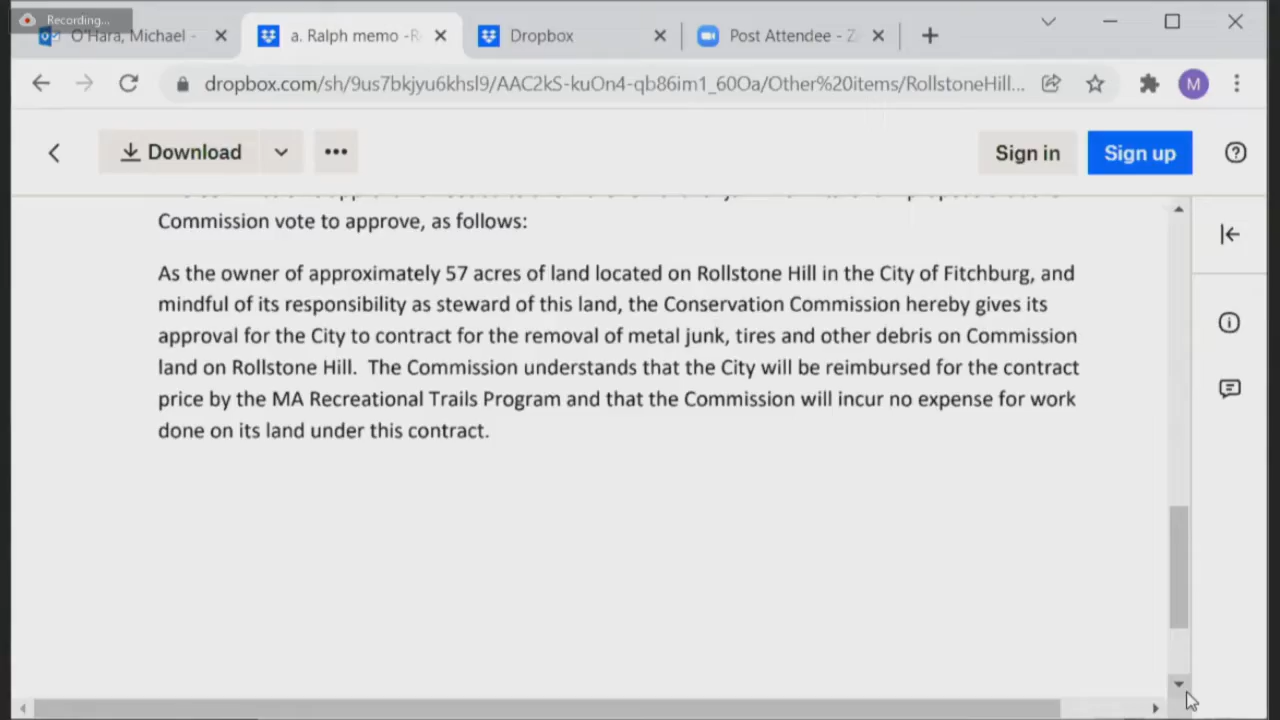 Recording...
O'Hara, Michael -
a. Ralph memo -R
Dropbox
Post Attendee - Z
dropbox.com/sh/9us7bkjyu6khsl9/AAC2kS-kuOn4-qb86im1_60Oa/Other%20items/RollstoneHill...
M
Download
Sign in
Sign up
Commission vote to approve, as follows:
As the owner of approximately 57 acres of land located on Rollstone Hill in the City of Fitchburg, and
mindful of its responsibility as steward of this land, the Conservation Commission hereby gives its
approval for the City to contract for the removal of metal junk, tires and other debris on Commission
land on Rollstone Hill.  The Commission understands that the City will be reimbursed for the contract
price by the MA Recreational Trails Program and that the Commission will incur no expense for work
done on its land under this contract.